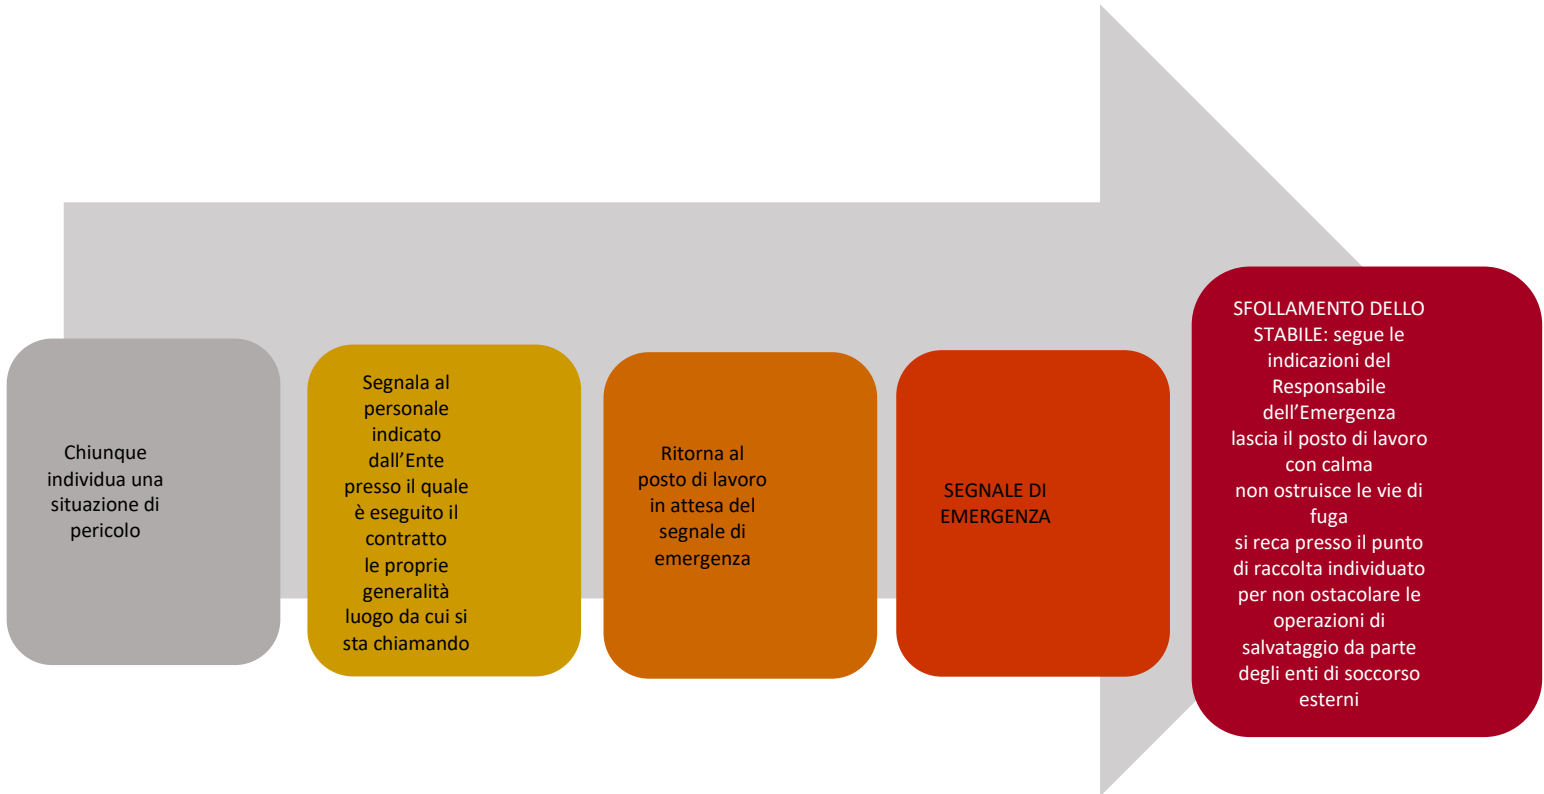 Chiunque
individua una
situazione di
pericolo
Segnala al
personale
indicato
dall’Ente
presso il quale
è eseguito il
contratto
le proprie
generalità
luogo da cui si
sta chiamando
Ritorna al
posto di lavoro
in attesa del
segnale di
emergenza
SEGNALE DI
EMERGENZA
SFOLLAMENTO DELLO
STABILE: segue le
indicazioni del
Responsabile
dell’Emergenza
lascia il posto di lavoro
con calma
non ostruisce le vie di
fuga
si reca presso il punto
di raccolta individuato
per non ostacolare le
operazioni di
salvataggio da parte
degli enti di soccorso
esterni